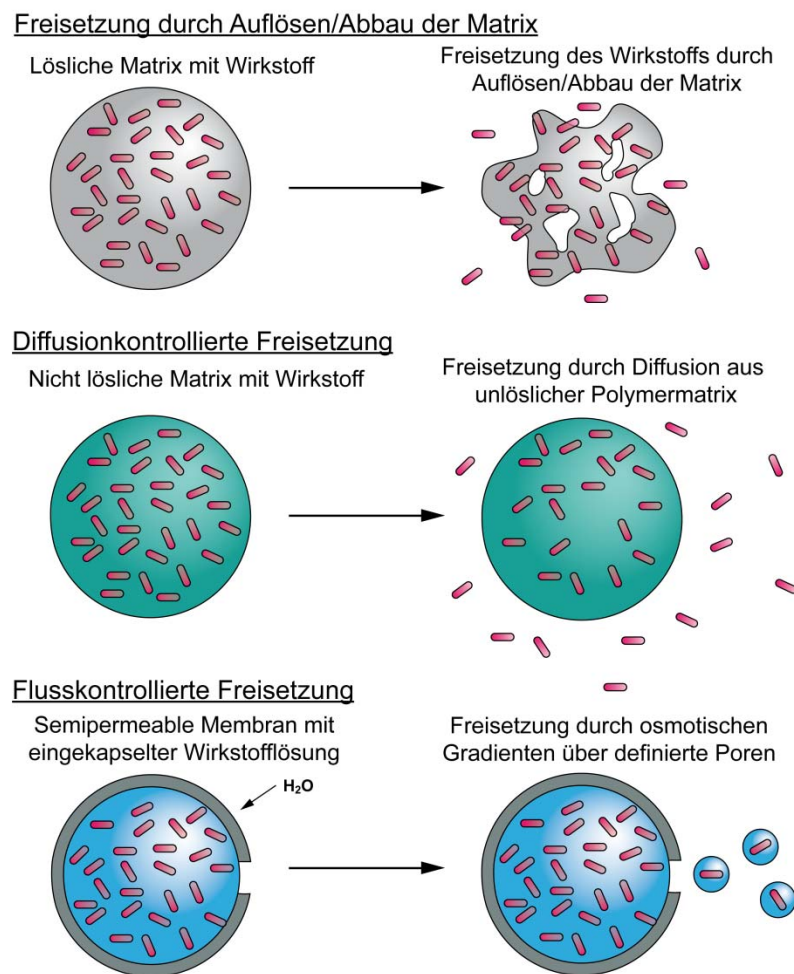 Freisetzung durch Auflösen/Abbau der Matrix
Lösliche Matrix mit Wirkstoff
Freisetzung des Wirkstoffs durch
Auflösen/Abbau der Matrix
Diffusionkontrollierte Freisetzung
Nicht lösliche Matrix mit Wirkstoff
Freisetzung durch Diffusion aus
unlöslicher Polymermatrix
Flusskontrollierte Freisetzung
Semipermeable Membran mit
eingekapselter Wirkstofflösung
H₂O
Freisetzung durch osmotischen
Gradienten über definierte Poren